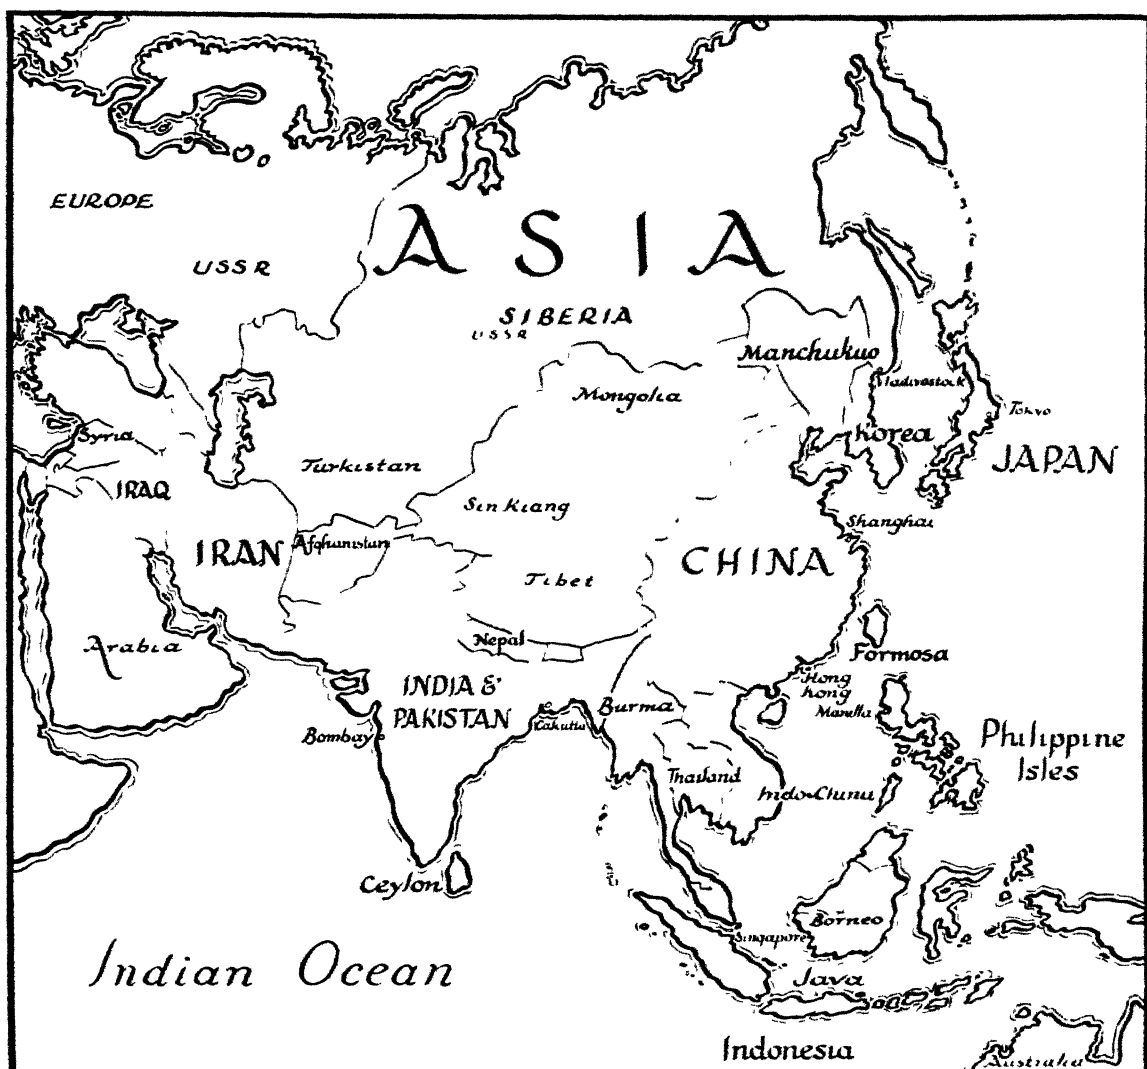 EUROPE
USSR
ASIA
SIBERIA
USSR
Manchukuo
Mongolia
Vladivostock
Tokyo
Syria
Korea
JAPAN
Turkistan
IRAQ
Sin Kiang
Shanghai
IRAN
Afghanistan
CHINA
Tibet
Arabia
Nepal
Formosa
INDIA &
PAKISTAN
Hong
Kong
Burma
Manilla
Calcutta
Bombay
Philippine
Isles
Thailand
Indo-China
Ceylon
Borneo
Singapore
Indian Ocean
Java
Indonesia
Australia